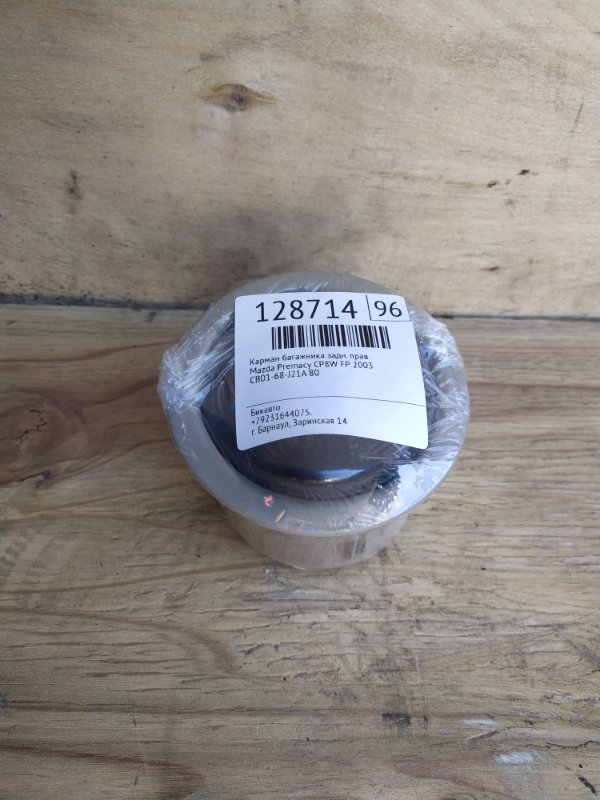 128714 96
Карман багажника задн. прав.
Mazda Premacy CP8W FP 2003
CB01-68-J21A 80
Бикавто
+79231644075.
г. Барнаул, Заринская 14